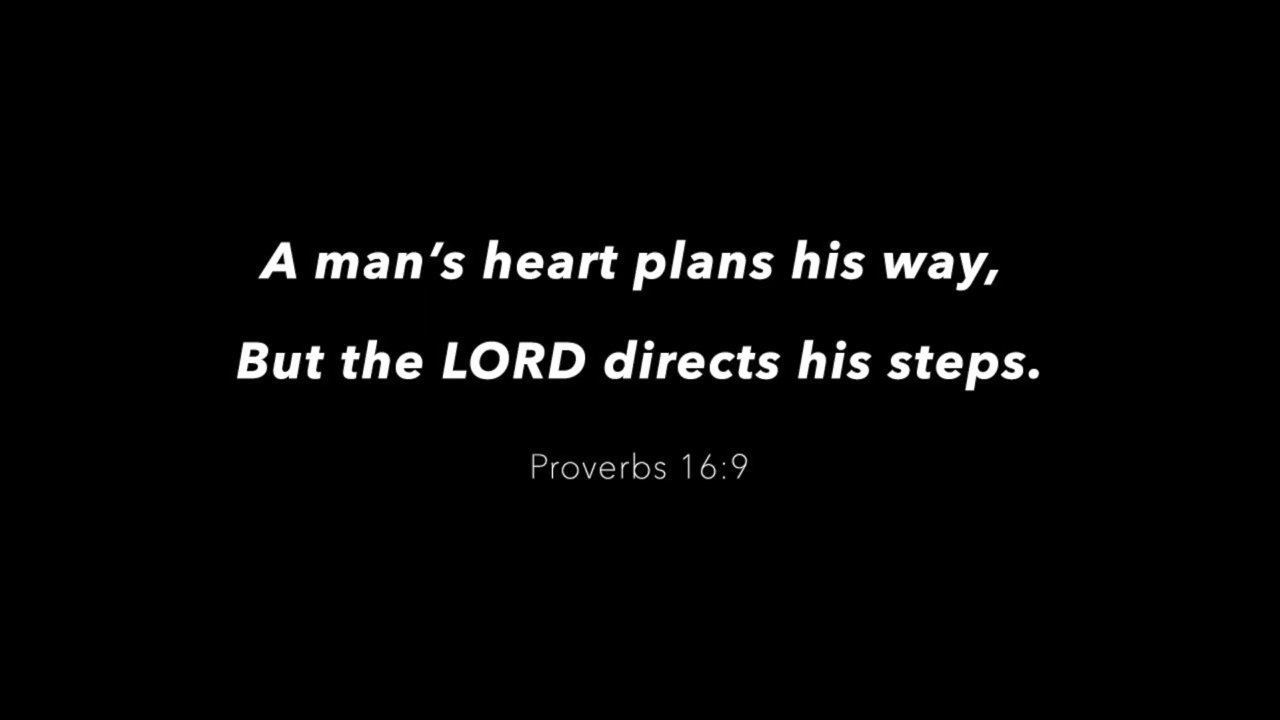 A man’s heart plans his way,
But the LORD directs his steps.
Proverbs 16:9